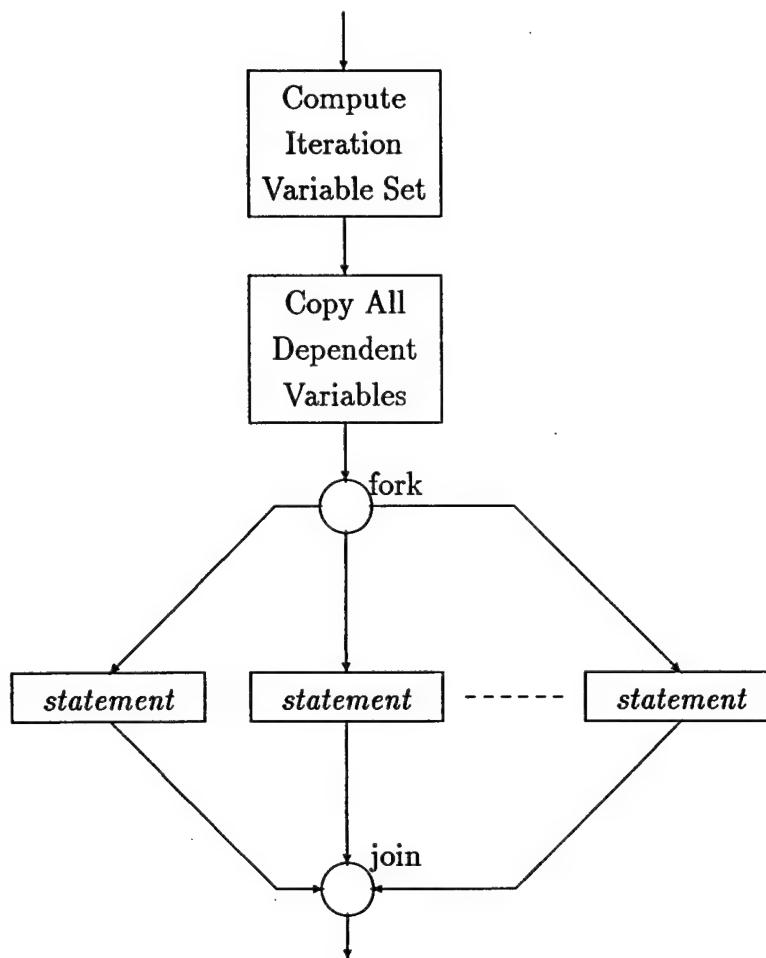 Compute
Iteration
Variable Set
Copy All
Dependent
Variables
fork
statement
statement
statement
join